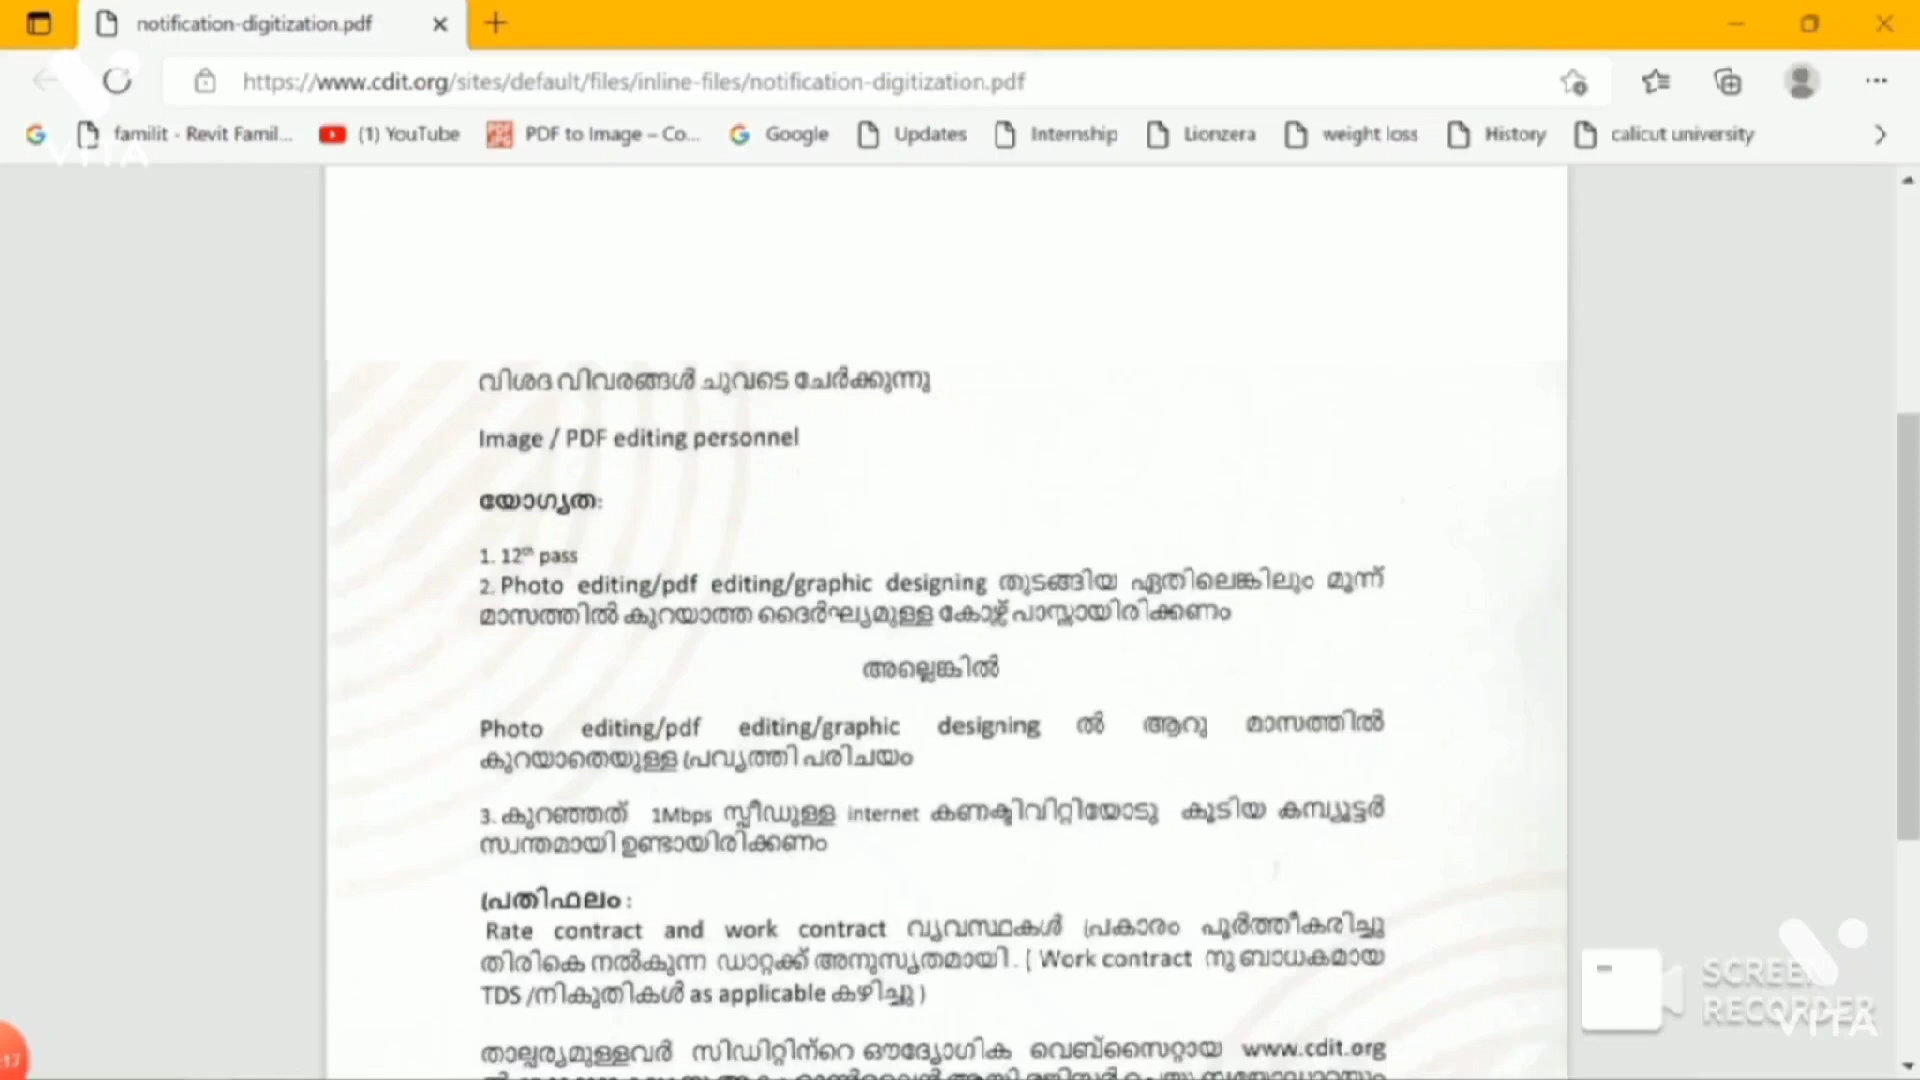 notification-digitization.pdf
https://www.cdit.org/sites/default/files/inline-files/notification-digitization.pdf
familit - Revit Famil... (1) YouTube PDF to Image – Co... Google Updates Internship Lionzera weight loss History calicut university
VITA
വിശദ വിവരങ്ങൾ ചുവടെ ചേർക്കുന്നു
Image / PDF editing personnel
യോഗ്യത:
1. 12th pass
2. Photo editing/pdf editing/graphic designing തുടങ്ങിയ ഏതിലെങ്കിലും മൂന്ന്
മാസത്തിൽ കുറയാത്ത ദൈർഘ്യമുള്ള കോഴ്സ് പാസ്സായിരിക്കണം
അല്ലെങ്കിൽ
Photo editing/pdf editing/graphic designing ൽ ആറു മാസത്തിൽ
കുറയാതെയുള്ള പ്രവൃത്തി പരിചയം
3. കുറഞ്ഞത് 1Mbps സ്പീഡുള്ള internet കണക്ടിവിറ്റിയോടു കൂടിയ കമ്പ്യൂട്ടർ
സ്വന്തമായി ഉണ്ടായിരിക്കണം
പ്രതിഫലം :
Rate contract and work contract വ്യവസ്ഥകൾ പ്രകാരം പൂർത്തീകരിച്ചു
തിരികെ നൽകുന്ന ഡാറ്റക്ക് അനുസൃതമായി. ( Work contract നു ബാധകമായ
TDS /നികുതികൾ as applicable കഴിച്ചു )
താല്പര്യമുള്ളവർ സിഡിറ്റിന്റെ ഔദ്യോഗിക വെബ്സൈറ്റായ www.cdit.org
SCREEN
RECORDER
VITA
:17